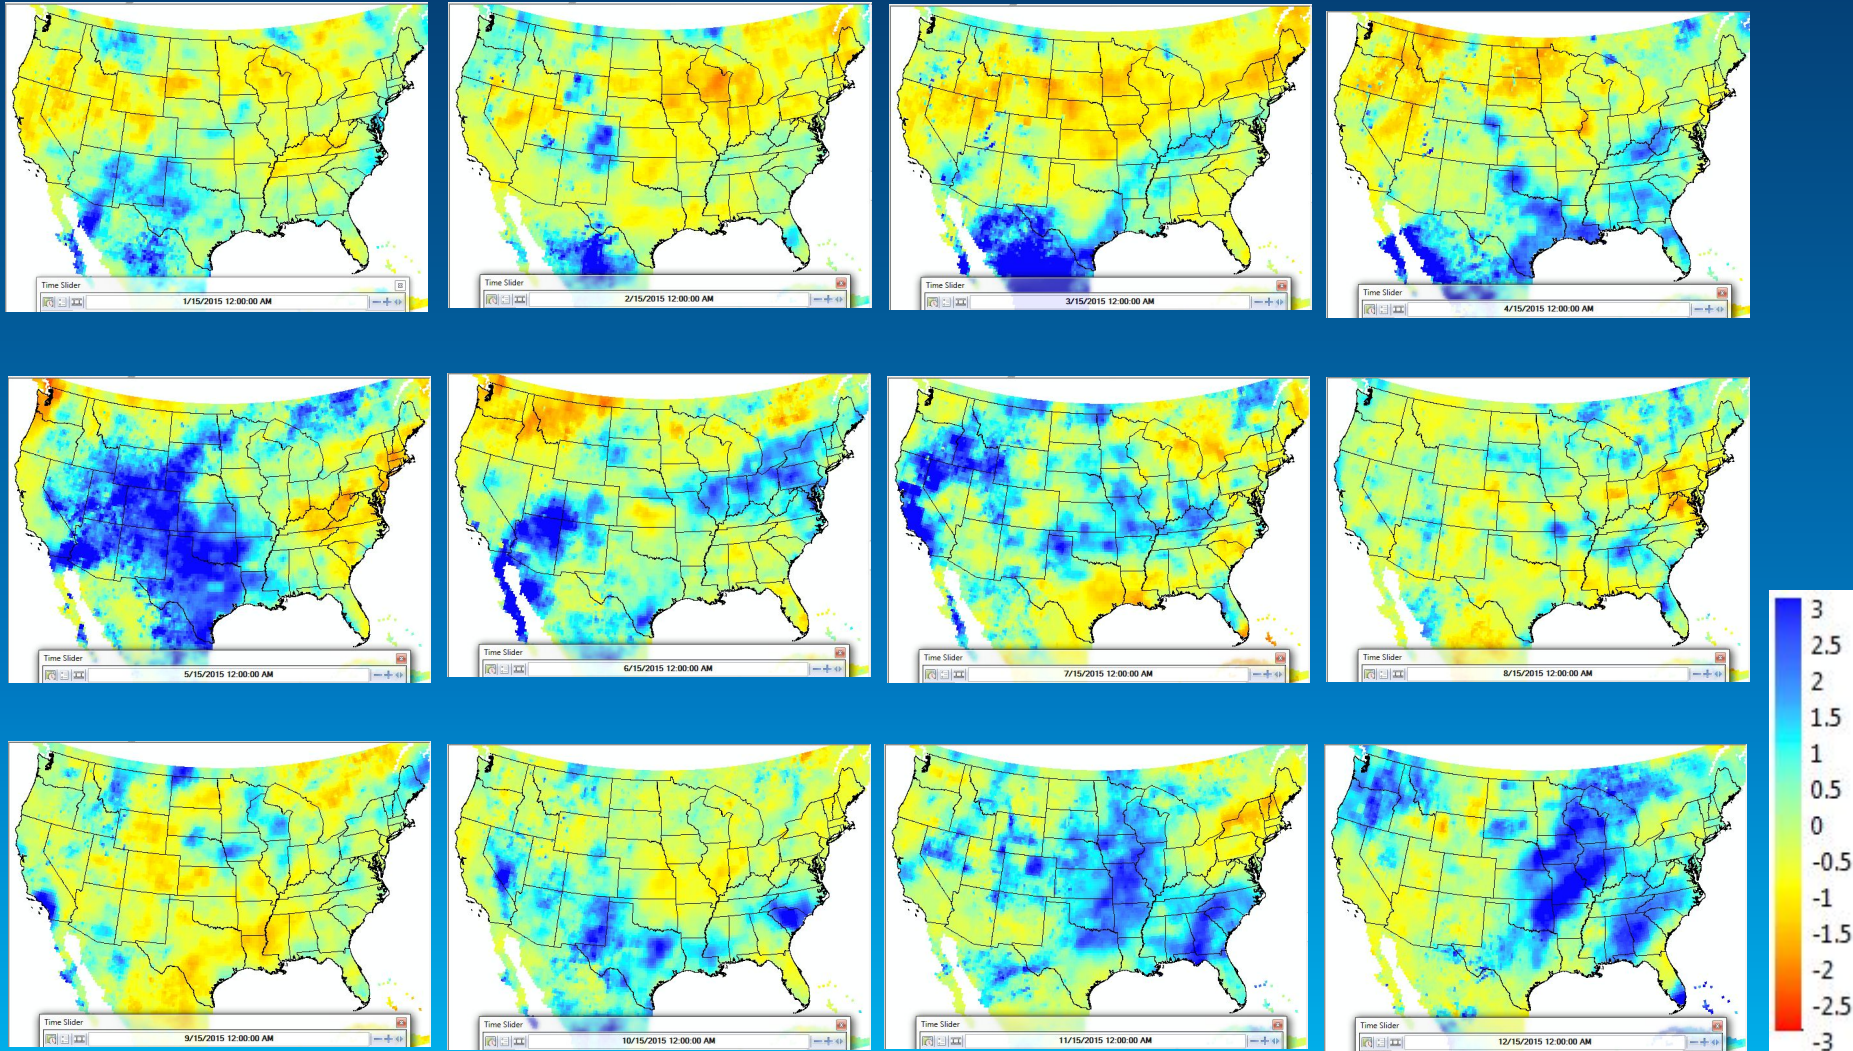 Time Slider
1/15/2015 12:00:00 AM
Time Slider
2/15/2015 12:00:00 AM
Time Slider
3/15/2015 12:00:00 AM
Time Slider
4/15/2015 12:00:00 AM
Time Slider
5/15/2015 12:00:00 AM
Time Slider
6/15/2015 12:00:00 AM
Time Slider
7/15/2015 12:00:00 AM
Time Slider
8/15/2015 12:00:00 AM
Time Slider
9/15/2015 12:00:00 AM
Time Slider
10/15/2015 12:00:00 AM
Time Slider
11/15/2015 12:00:00 AM
Time Slider
12/15/2015 12:00:00 AM
3
2.5
2
1.5
1
0.5
0
-0.5
-1
-1.5
-2
-2.5
-3